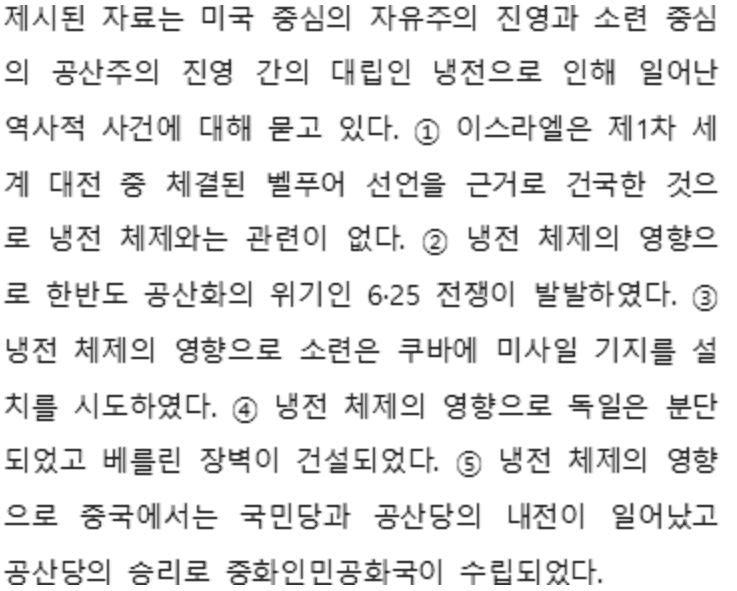 제시된 자료는 미국 중심의 자유주의 진영과 소련 중심
의 공산주의 진영 간의 대립인 냉전으로 인해 일어난
역사적 사건에 대해 묻고 있다. ① 이스라엘은 제1차 세
계 대전 중 체결된 벨푸어 선언을 근거로 건국한 것으
로 냉전 체제와는 관련이 없다. ② 냉전 체제의 영향으
로 한반도 공산화의 위기인 6·25 전쟁이 발발하였다. ③
냉전 체제의 영향으로 소련은 쿠바에 미사일 기지를 설
치를 시도하였다. ④ 냉전 체제의 영향으로 독일은 분단
되었고 베를린 장벽이 건설되었다. ⑤ 냉전 체제의 영향
으로 중국에서는 국민당과 공산당의 내전이 일어났고
공산당의 승리로 중화인민공화국이 수립되었다.